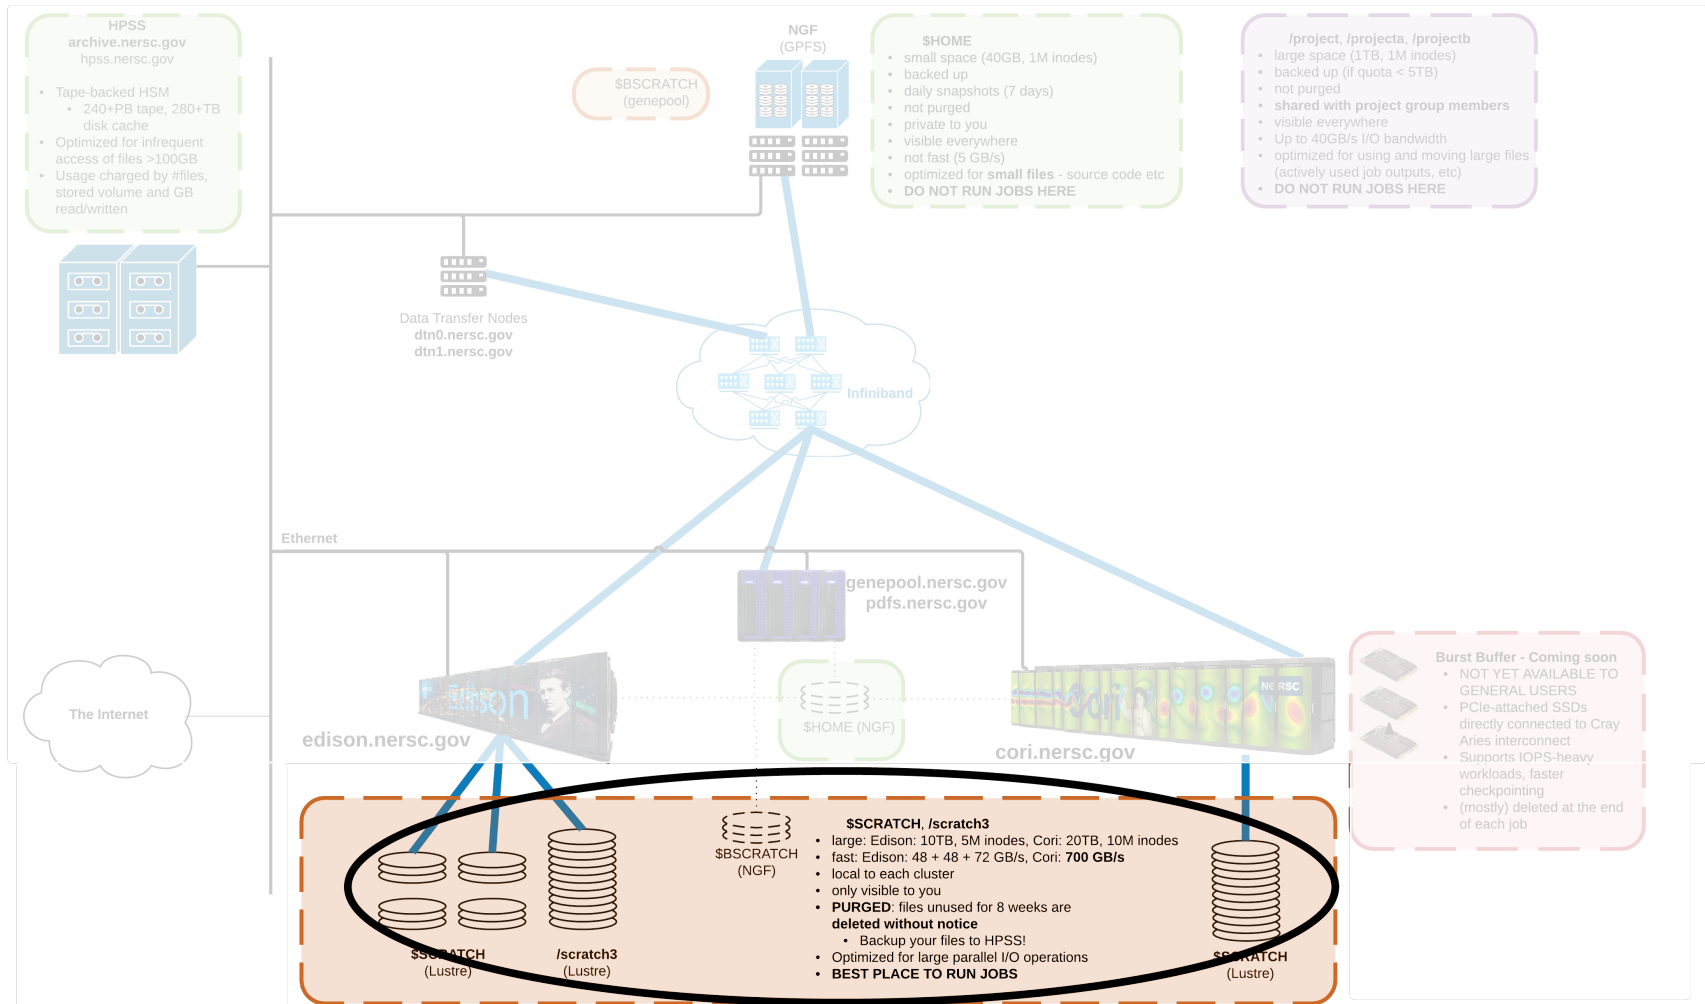 HPSS
archive.nersc.gov
hpss.nersc.gov
• Tape-backed HSM
• 240+PB tape, 280+TB
disk cache
• Optimized for infrequent
access of files >100GB
• Usage charged by #files,
stored volume and GB
read/written
$BSCRATCH
(genepool)
NGF
(GPFS)
$HOME
• small space (40GB, 1M inodes)
• backed up
• daily snapshots (7 days)
• not purged
• private to you
• visible everywhere
• not fast (5 GB/s)
• optimized for small files - source code etc
• DO NOT RUN JOBS HERE
/project, /projecta, /projectb
• large space (1TB, 1M inodes)
• backed up (if quota < 5TB)
• not purged
• shared with project group members
• visible everywhere
• Up to 40GB/s I/O bandwidth
• optimized for using and moving large files
(actively used job outputs, etc)
• DO NOT RUN JOBS HERE
Data Transfer Nodes
dtn0.nersc.gov
dtn1.nersc.gov
Infiniband
Ethernet
genepool.nersc.gov
pdfs.nersc.gov
The Internet
Edison
edison.nersc.gov
$HOME (NGF)
Cori
NERSC
cori.nersc.gov
Burst Buffer - Coming soon
• NOT YET AVAILABLE TO
GENERAL USERS
• PCIe-attached SSDs
directly connected to Cray
Aries interconnect
• Supports IOPS-heavy
workloads, faster
checkpointing
• (mostly) deleted at the end
of each job
$SCRATCH
(Lustre)
/scratch3
(Lustre)
$BSCRATCH
(NGF)
$SCRATCH, /scratch3
• large: Edison: 10TB, 5M inodes, Cori: 20TB, 10M inodes
• fast: Edison: 48 + 48 + 72 GB/s, Cori: 700 GB/s
• local to each cluster
• only visible to you
• PURGED: files unused for 8 weeks are
deleted without notice
• Backup your files to HPSS!
• Optimized for large parallel I/O operations
• BEST PLACE TO RUN JOBS
$SCRATCH
(Lustre)